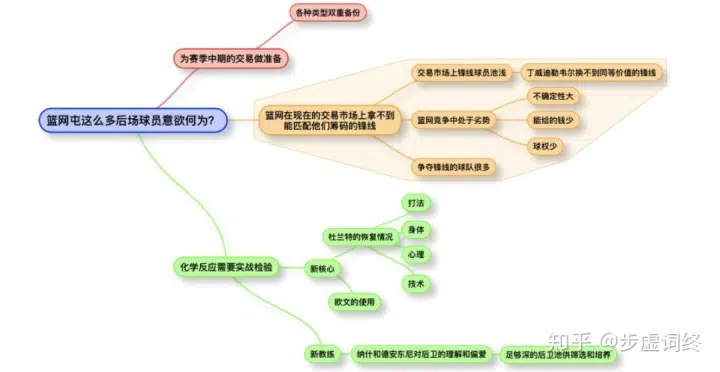 各种类型双重备份
为赛季中期的交易做准备
篮网屯这么多后场球员意欲何为？
交易市场上锋线球员池浅
丁威迪勒韦尔换不到同等价值的锋线
篮网在现在的交易市场上拿不到
能匹配他们筹码的锋线
篮网竞争中处于劣势
不确定性大
能给的钱少
球权少
争夺锋线的球队很多
化学反应需要实战检验
新核心
杜兰特的恢复情况
打法
身体
心理
技术
欧文的使用
新教练
纳什和德安东尼对后卫的理解和偏爱
足够深的后卫池供筛选和培养
知乎 @步虚词终